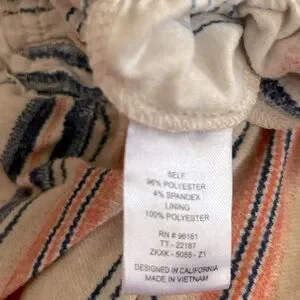 SELF
96% POLYESTER
4% SPANDEX
LINING
100% POLYESTER
RN # 96161
TT - 22187
ZKXK - 5055 - Z1
DESIGNED IN CALIFORNIA
MADE IN VIETNAM